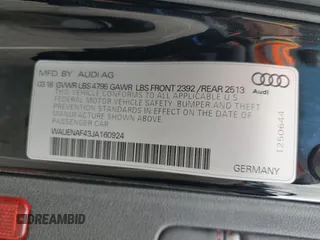 MFD BY AUDI AG
03.18 GVWR LBS 4795 GAWR LBS FRONT 2392 /REAR 2513
THIS VEHICLE CONFORMS TO ALL APPLICABLE U.S.
FEDERAL MOTOR VEHICLE SAFETY, BUMPER AND THEFT
PREVENTION STANDARDS IN EFFECT ON THE DATE OF
MANUFACTURE SHOWN ABOVE
PASSENGER CAR
WAUENAF43JA160924
GERMANY
Audi
1250644
DREAMBID